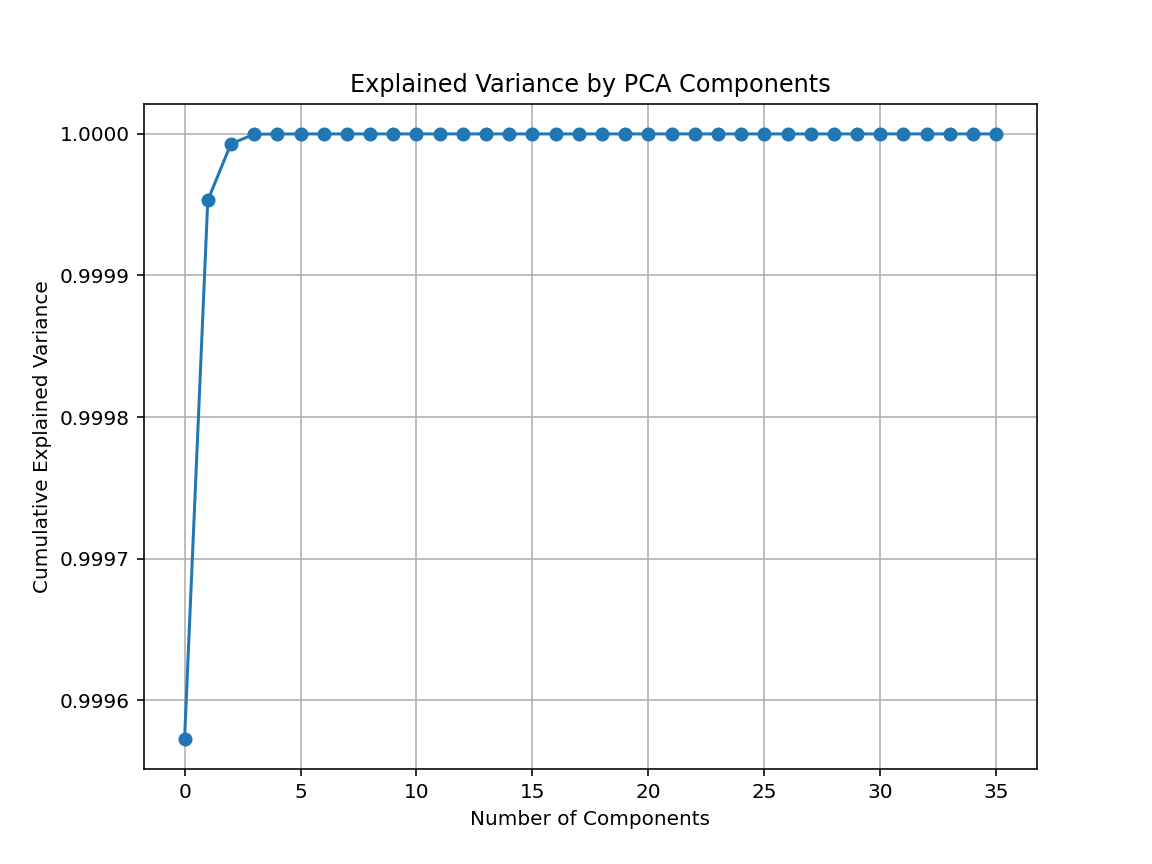 Explained Variance by PCA Components
Cumulative Explained Variance
1.0000
0.9999
0.9998
0.9997
0.9996
0 5 10 15 20 25 30 35
Number of Components